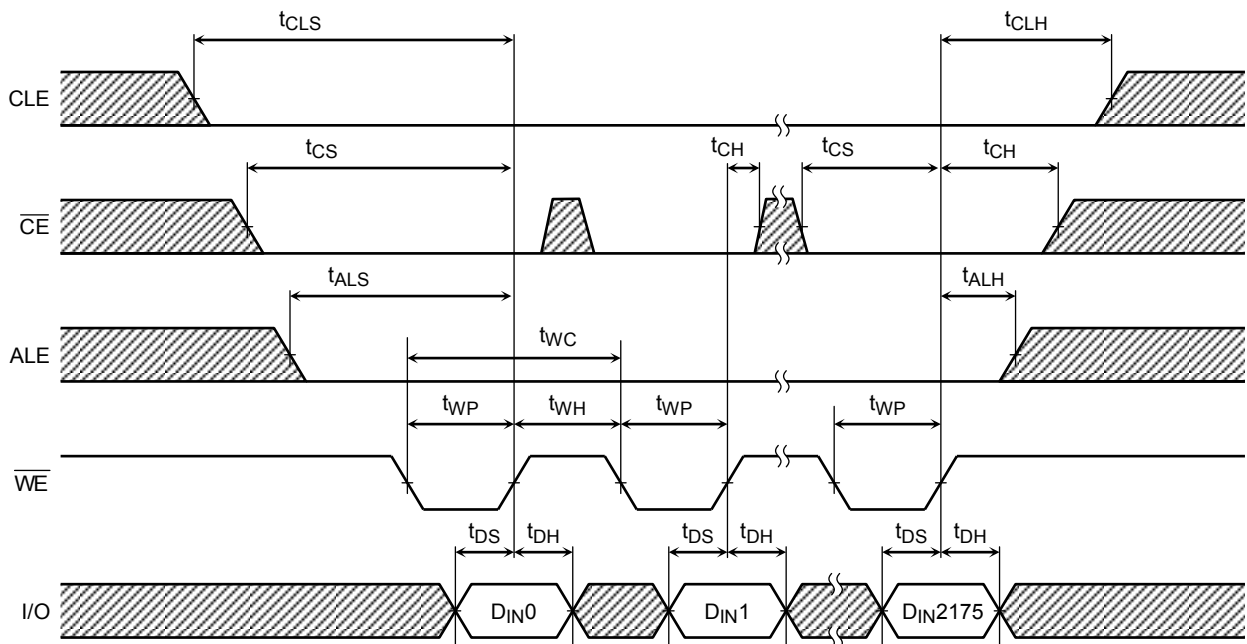 tCLS tCLH
CLE
tCS tCH tCS tCH
CE
tALS tALH
ALE
tWC
tWP tWH tWP tWP
WE
tDS tDH tDS tDH tDS tDH
I/O DIN0 DIN1 DIN2175